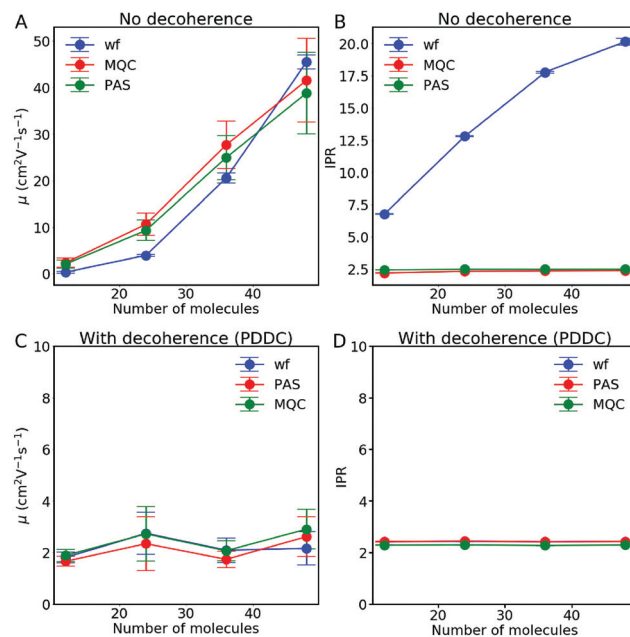 A No decoherence
50
40
30
20
10
0
μ (cm²V⁻¹s⁻¹)
wf
MQC
PAS
20 40
Number of molecules
B No decoherence
20.0
17.5
15.0
12.5
10.0
7.5
5.0
2.5
IPR
wf
MQC
PAS
20 40
Number of molecules
C With decoherence (PDDC)
10
8
6
4
2
0
μ (cm²V⁻¹s⁻¹)
wf
PAS
MQC
20 40
Number of molecules
D With decoherence (PDDC)
10
8
6
4
2
0
IPR
wf
PAS
MQC
20 40
Number of molecules